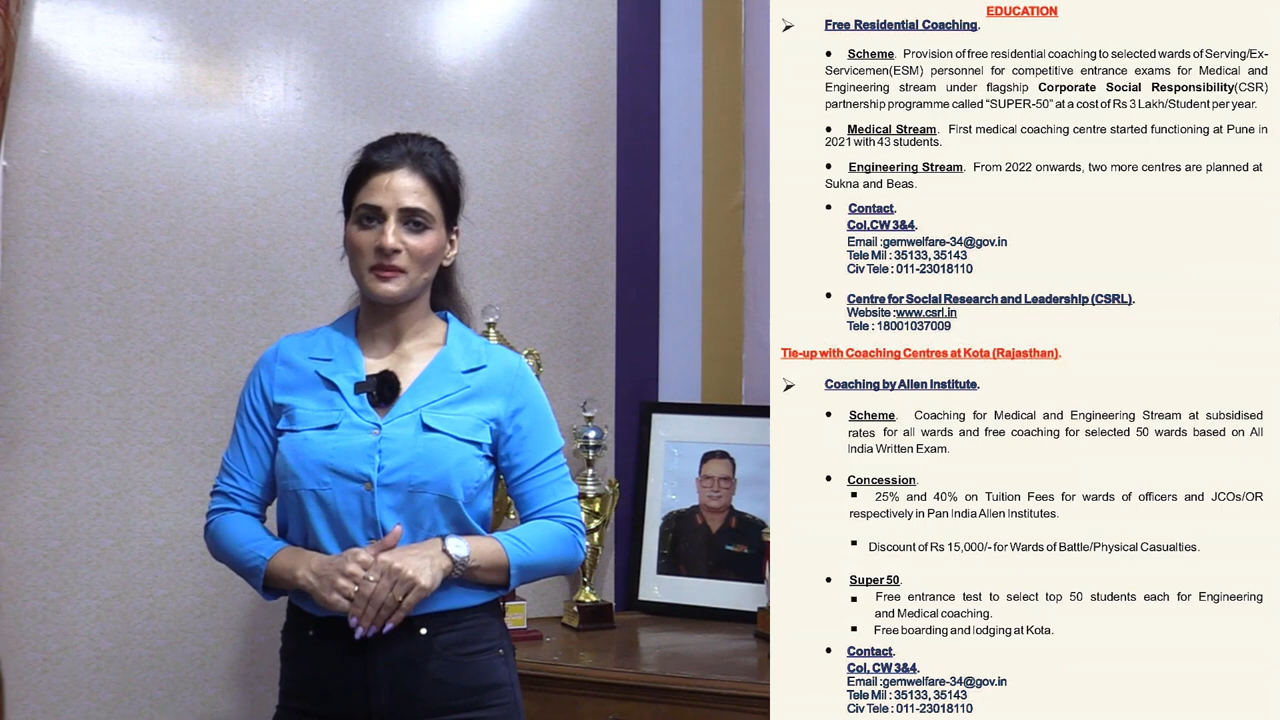 EDUCATION
➢ Free Residential Coaching.
● Scheme. Provision of free residential coaching to selected wards of Serving/Ex-
Servicemen(ESM) personnel for competitive entrance exams for Medical and
Engineering stream under flagship Corporate Social Responsibility(CSR)
partnership programme called “SUPER-50” at a cost of Rs 3 Lakh/Student per year.
● Medical Stream. First medical coaching centre started functioning at Pune in
2021 with 43 students.
● Engineering Stream. From 2022 onwards, two more centres are planned at
Sukna and Beas.
● Contact.
Col,CW 3&4.
Email :gemwelfare-34@gov.in
Tele Mil : 35133, 35143
Civ Tele : 011-23018110
● Centre for Social Research and Leadership (CSRL).
Website :www.csrl.in
Tele : 18001037009
Tie-up with Coaching Centres at Kota (Rajasthan).
➢ Coaching by Allen Institute.
● Scheme. Coaching for Medical and Engineering Stream at subsidised
rates for all wards and free coaching for selected 50 wards based on All
India Written Exam.
● Concession.
▪ 25% and 40% on Tuition Fees for wards of officers and JCOs/OR
respectively in Pan India Allen Institutes.
▪ Discount of Rs 15,000/- for Wards of Battle/Physical Casualties.
● Super 50.
▪ Free entrance test to select top 50 students each for Engineering
and Medical coaching.
▪ Free boarding and lodging at Kota.
● Contact.
Col, CW 3&4.
Email :gemwelfare-34@gov.in
Tele Mil : 35133, 35143
Civ Tele : 011-23018110